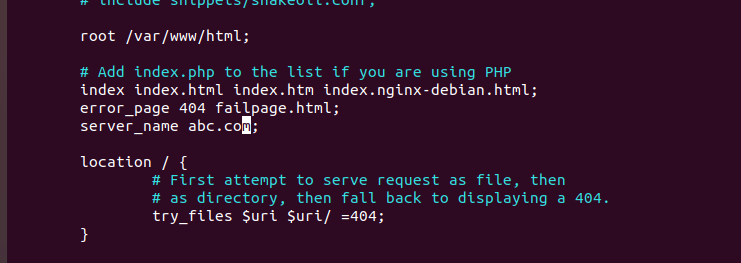 # include snippets/snakeoil.conf;
root /var/www/html;
# Add index.php to the list if you are using PHP
index index.html index.htm index.nginx-debian.html;
error_page 404 failpage.html;
server_name abc.com;
location / {
# First attempt to serve request as file, then
# as directory, then fall back to displaying a 404.
try_files $uri $uri/ =404;
}